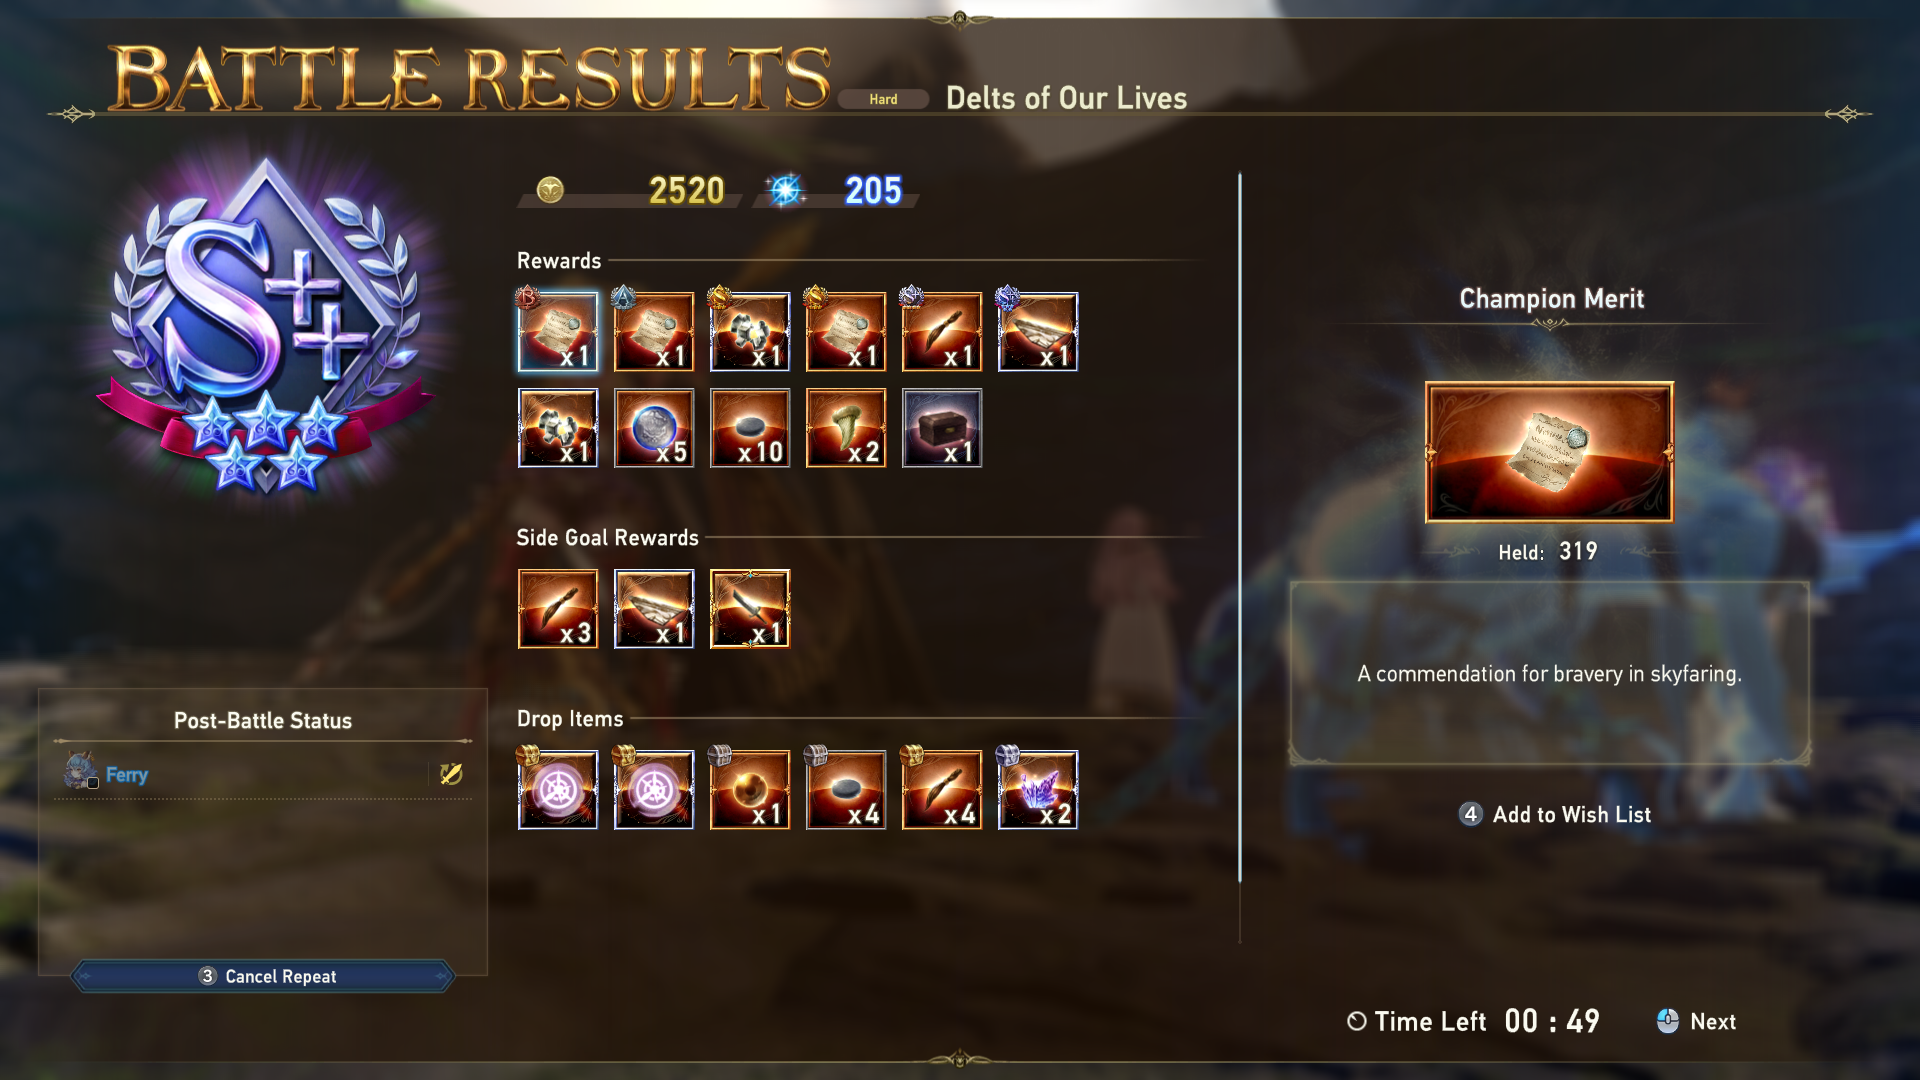 BATTLE RESULTS
Hard
Delts of Our Lives
S++
2520
205
Rewards
B A S S S+ S++
x1 x1 x1 x1 x1 x1
x1 x5 x10 x2 x1
Side Goal Rewards
x3 x1 x1
Drop Items
x1 x4 x4 x2
Post-Battle Status
Ferry
3 Cancel Repeat
Champion Merit
Held: 319
A commendation for bravery in skyfaring.
4 Add to Wish List
Time Left 00 : 49
Next